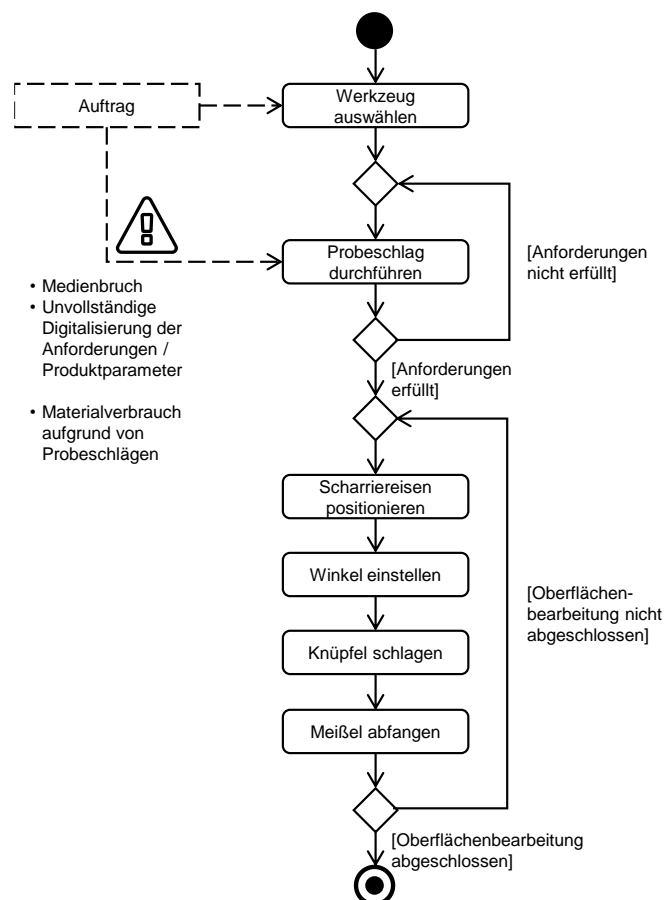 Auftrag
Werkzeug
auswählen
Probeschlag
durchführen
[Anforderungen
nicht erfüllt]
• Medienbruch
• Unvollständige
Digitalisierung der
Anforderungen /
Produktparameter
• Materialverbrauch
aufgrund von
Probeschlägen
[Anforderungen
erfüllt]
Scharriereisen
positionieren
Winkel einstellen
[Oberflächen-
bearbeitung nicht
abgeschlossen]
Knüpfel schlagen
Meißel abfangen
[Oberflächenbearbeitung
abgeschlossen]